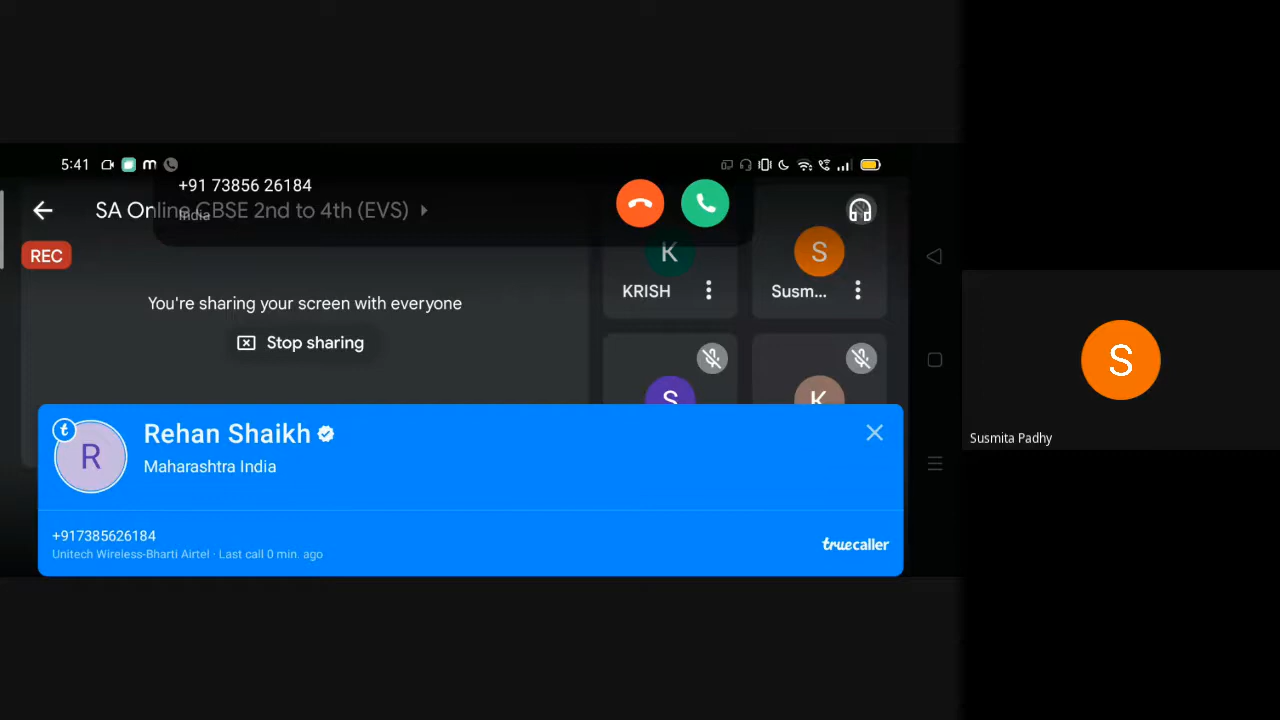 5:41
+91 73856 26184
India
SA Online CBSE 2nd to 4th (EVS)
REC
You're sharing your screen with everyone
Stop sharing
K
KRISH
S
Susm...
S
K
t
R
Rehan Shaikh
Maharashtra India
+917385626184
Unitech Wireless-Bharti Airtel · Last call 0 min. ago
truecaller
S
Susmita Padhy